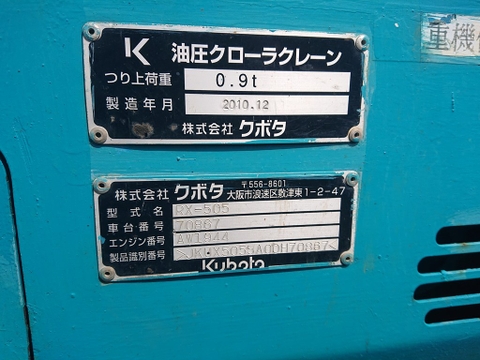 油圧クローラクレーン
つり上荷重 0.9t
製造年月 2010.12
株式会社 クボタ
重機
株式会社 クボタ 〒556-8601
大阪市浪速区敷津東1-2-47
型式名 RX-505
車台番号 70867
エンジン番号 AW1944
製品識別番号
Kubota